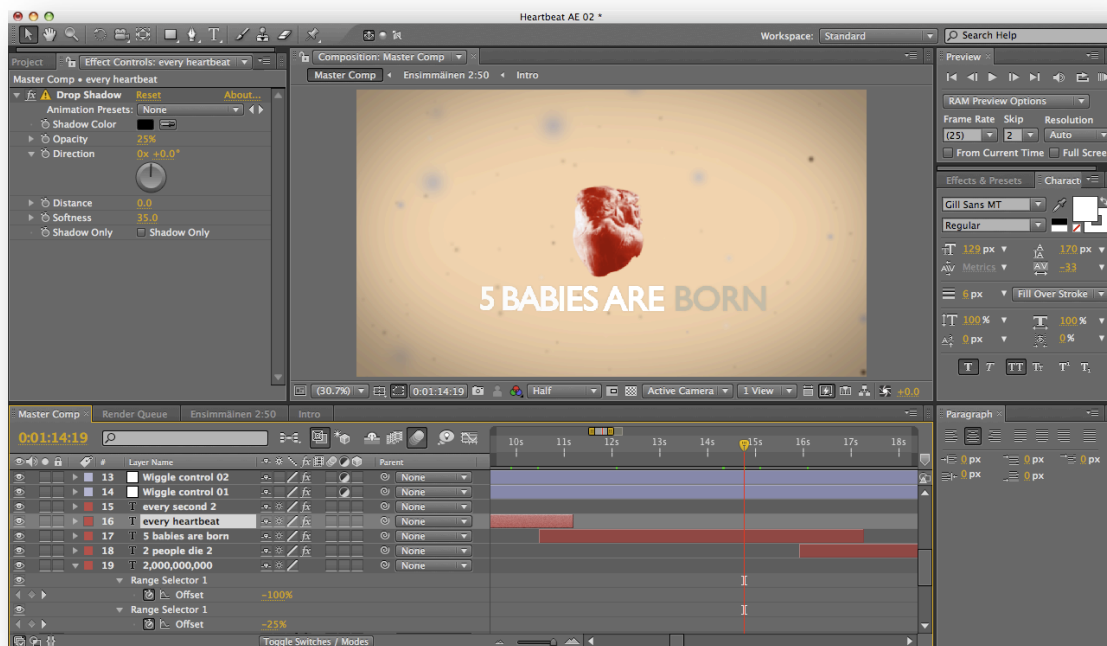 Heartbeat AE 02 *
Workspace: Standard
Search Help
Project Effect Controls: every heartbeat
Master Comp • every heartbeat
fx Drop Shadow Reset About...
Animation Presets: None
Shadow Color
Opacity 25%
Direction 0x +0.0°
Distance 0.0
Softness 35.0
Shadow Only Shadow Only
Composition: Master Comp
Master Comp Ensimmäinen 2:50 Intro
5 BABIES ARE BORN
(30.7%) 0:01:14:19 Half Active Camera 1 View +0.0
Preview
RAM Preview Options
Frame Rate Skip Resolution
(25) 2 Auto
From Current Time Full Scree
Effects & Presets Charact
Gill Sans MT
Regular
129 px 170 px
Metrics -33
6 px Fill Over Stroke
100% 100%
0 px 0%
T T TT Tr T' T,
Master Comp Render Queue Ensimmäinen 2:50 Intro
0:01:14:19
10s 11s 12s 13s 14s 15s 16s 17s 18s
# Layer Name Parent
13 Wiggle control 02 None
14 Wiggle control 01 None
15 T every second 2 None
16 T every heartbeat None
17 T 5 babies are born None
18 T 2 people die 2 None
19 T 2,000,000,000 None
Range Selector 1
Offset -100%
Range Selector 1
Offset -25%
Toggle Switches / Modes
Paragraph
0 px 0 px 0 px
0 px 0 px